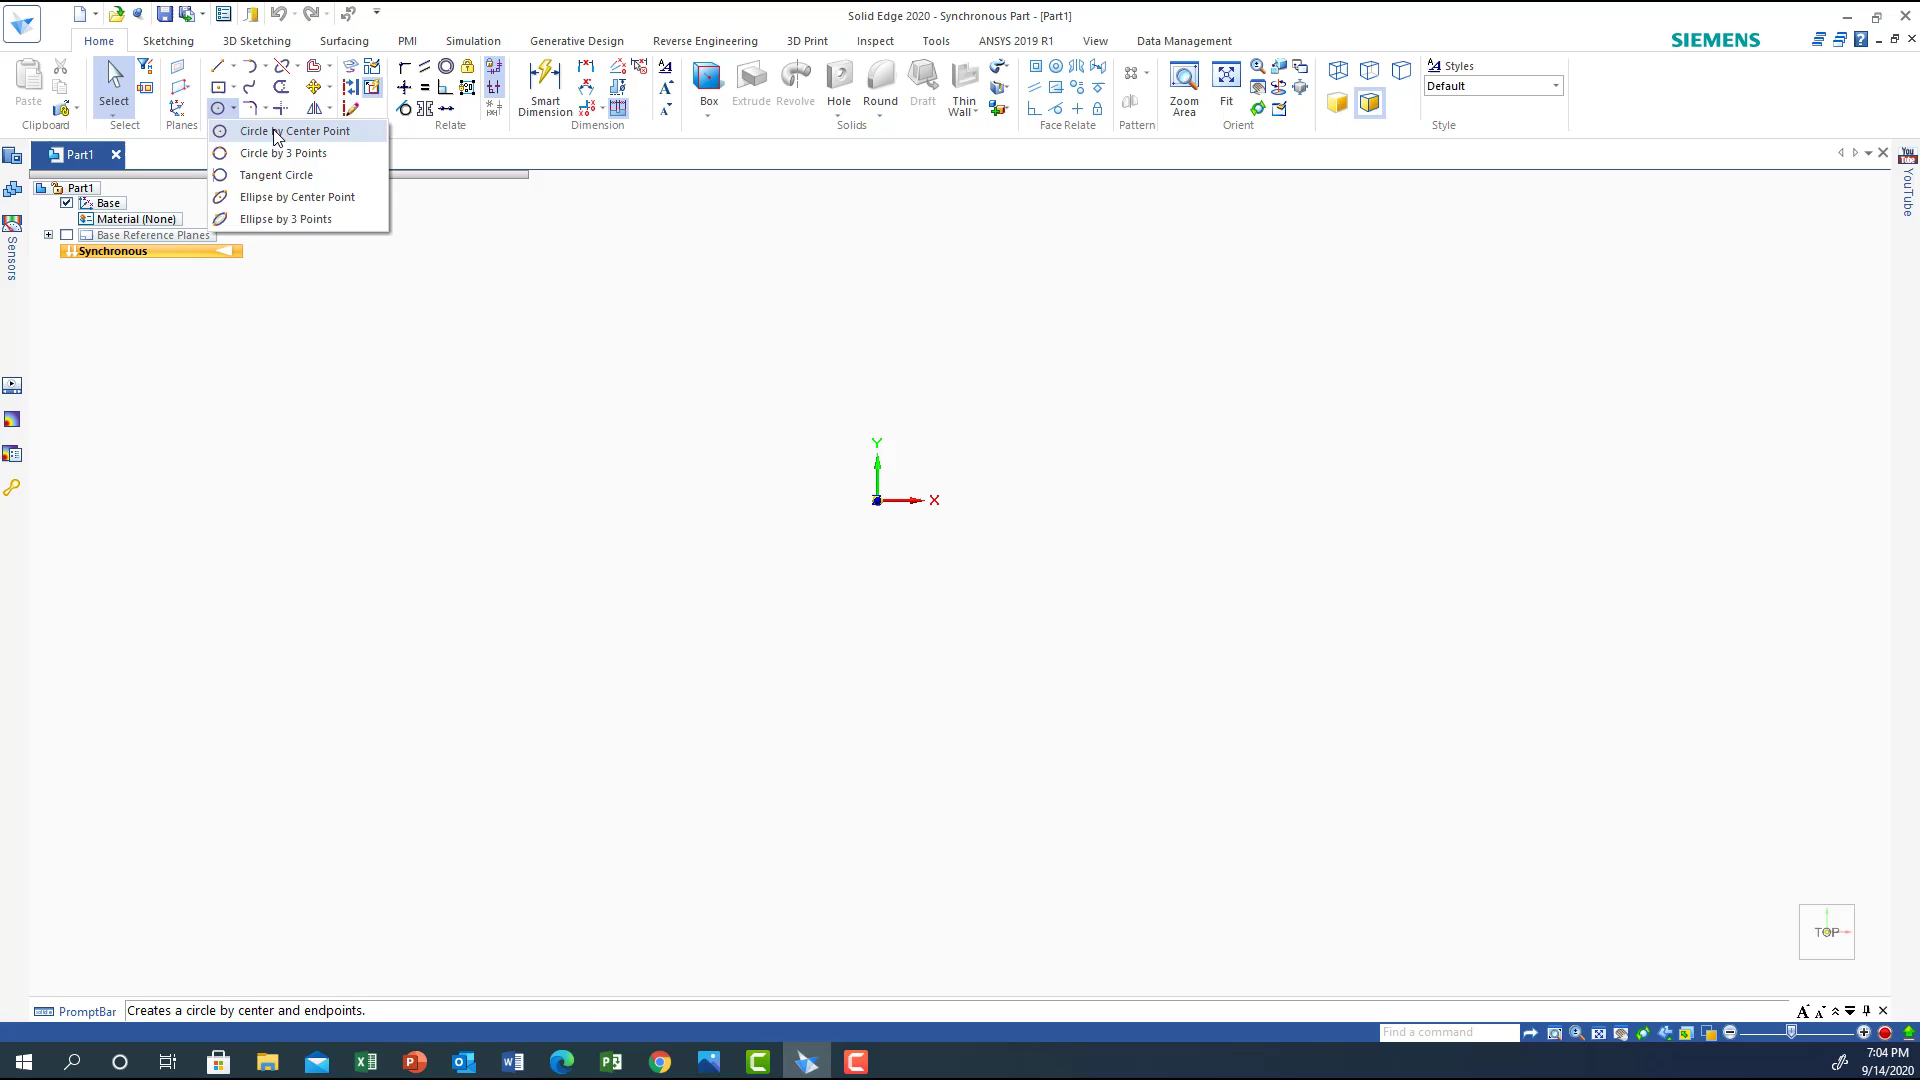 Solid Edge 2020 - Synchronous Part - [Part1]
Home
Sketching
3D Sketching
Surfacing
PMI
Simulation
Generative Design
Reverse Engineering
3D Print
Inspect
Tools
ANSYS 2019 R1
View
Data Management
SIEMENS
Paste
Clipboard
Select
Select
Planes
Relate
Smart
Dimension
Dimension
Box
Extrude
Revolve
Hole
Round
Draft
Thin
Wall
Solids
Face Relate
Pattern
Zoom
Area
Fit
Orient
Styles
Default
Style
Circle by Center Point
Circle by 3 Points
Tangent Circle
Ellipse by Center Point
Ellipse by 3 Points
Part1
Part1
Base
Material (None)
Base Reference Planes
Synchronous
Sensors
You
Tube
YouTube
Y
X
TOP
PromptBar
Creates a circle by center and endpoints.
Find a command
7:04 PM
9/14/2020